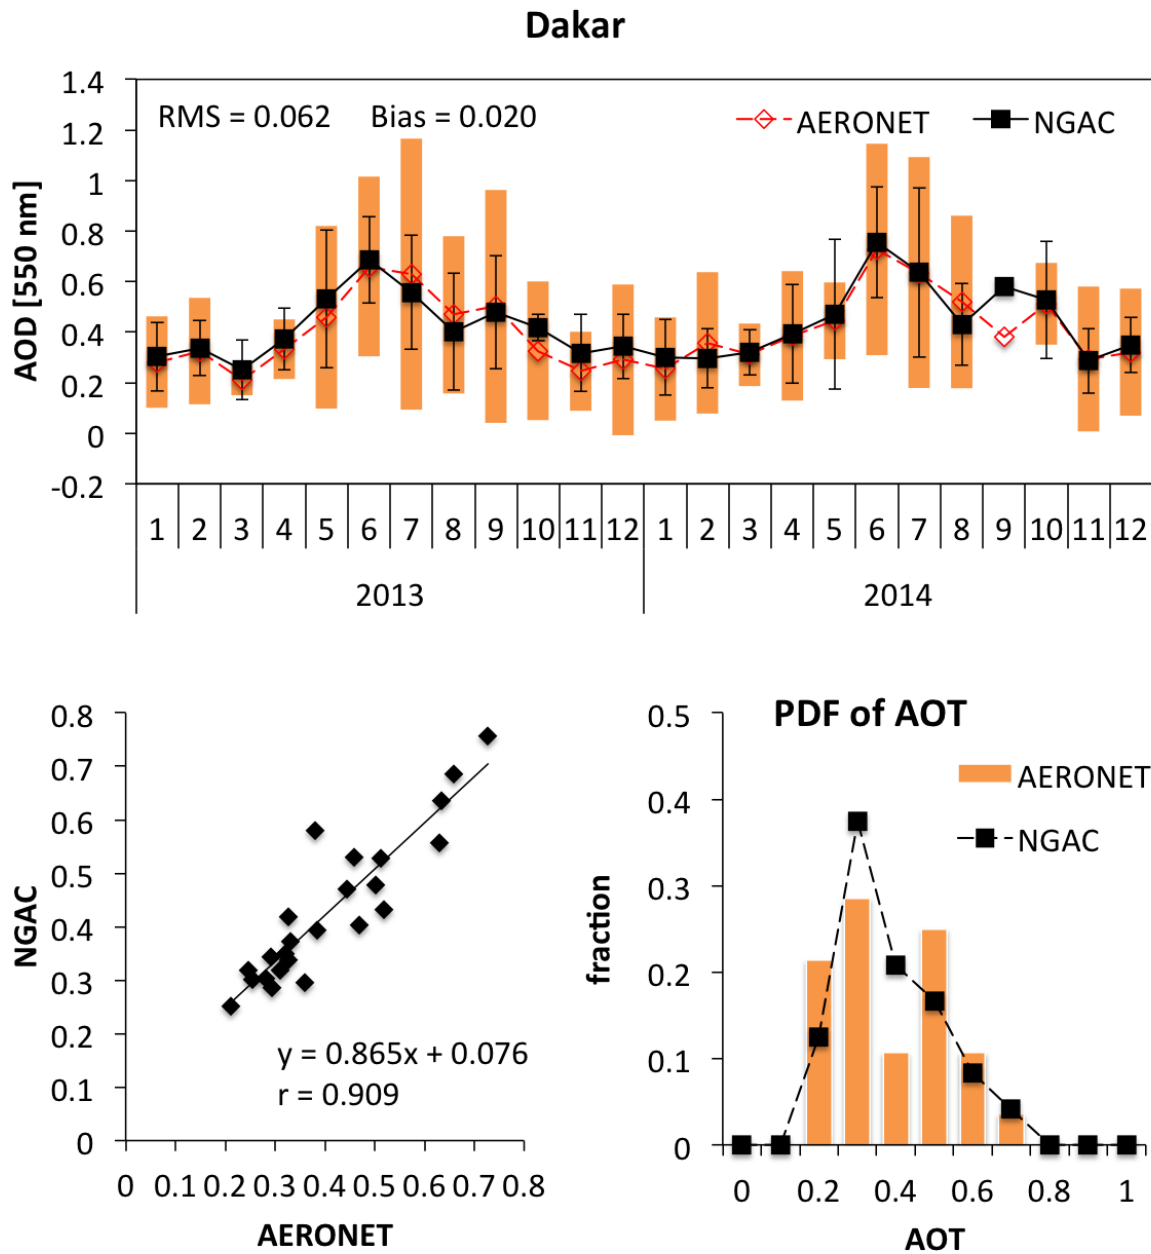 Dakar
RMS = 0.062 Bias = 0.020
AERONET NGAC
AOD [550 nm]
1.4
1.2
1
0.8
0.6
0.4
0.2
0
-0.2
1 2 3 4 5 6 7 8 9 10 11 12 1 2 3 4 5 6 7 8 9 10 11 12
2013 2014
NGAC
0.8
0.7
0.6
0.5
0.4
0.3
0.2
0.1
0
y = 0.865x + 0.076
r = 0.909
0 0.1 0.2 0.3 0.4 0.5 0.6 0.7 0.8
AERONET
PDF of AOT
AERONET
NGAC
fraction
0.5
0.4
0.3
0.2
0.1
0
0 0.2 0.4 0.6 0.8 1
AOT